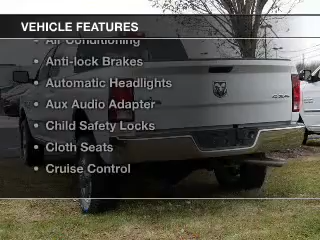 VEHICLE FEATURES
• Air Conditioning
• Anti-lock Brakes
• Automatic Headlights
• Aux Audio Adapter
• Child Safety Locks
• Cloth Seats
• Cruise Control